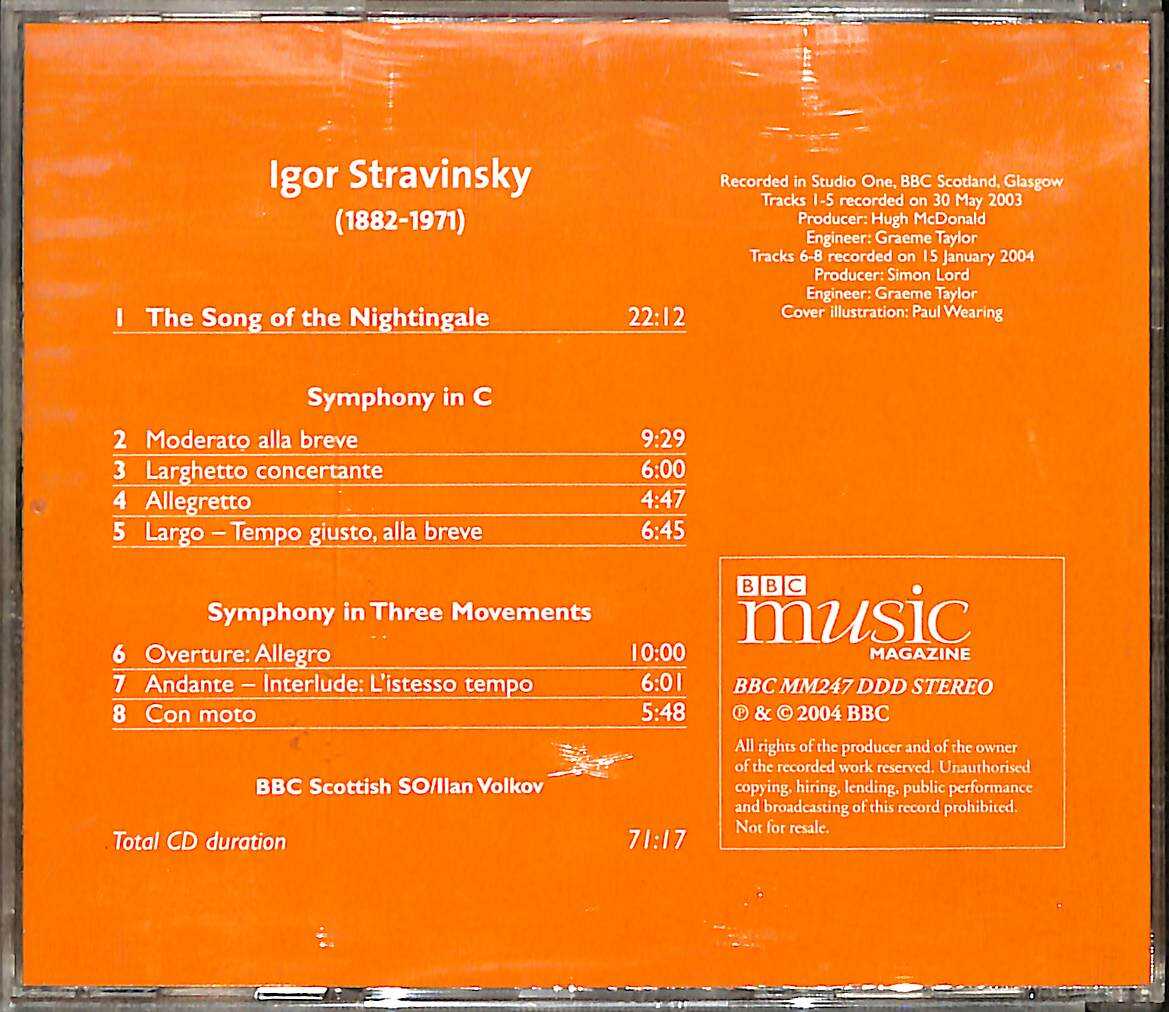 Igor Stravinsky
(1882-1971)
1 The Song of the Nightingale 22:12
Symphony in C
2 Moderato alla breve 9:29
3 Larghetto concertante 6:00
4 Allegretto 4:47
5 Largo – Tempo giusto, alla breve 6:45
Symphony in Three Movements
6 Overture: Allegro 10:00
7 Andante – Interlude: L'istesso tempo 6:01
8 Con moto 5:48
BBC Scottish SO/Ilan Volkov
Total CD duration 71:17
Recorded in Studio One, BBC Scotland, Glasgow
Tracks 1-5 recorded on 30 May 2003
Producer: Hugh McDonald
Engineer: Graeme Taylor
Tracks 6-8 recorded on 15 January 2004
Producer: Simon Lord
Engineer: Graeme Taylor
Cover illustration: Paul Wearing
BBC
music
MAGAZINE
BBC MM247 DDD STEREO
℗ & © 2004 BBC
All rights of the producer and of the owner
of the recorded work reserved. Unauthorised
copying, hiring, lending, public performance
and broadcasting of this record prohibited.
Not for resale.